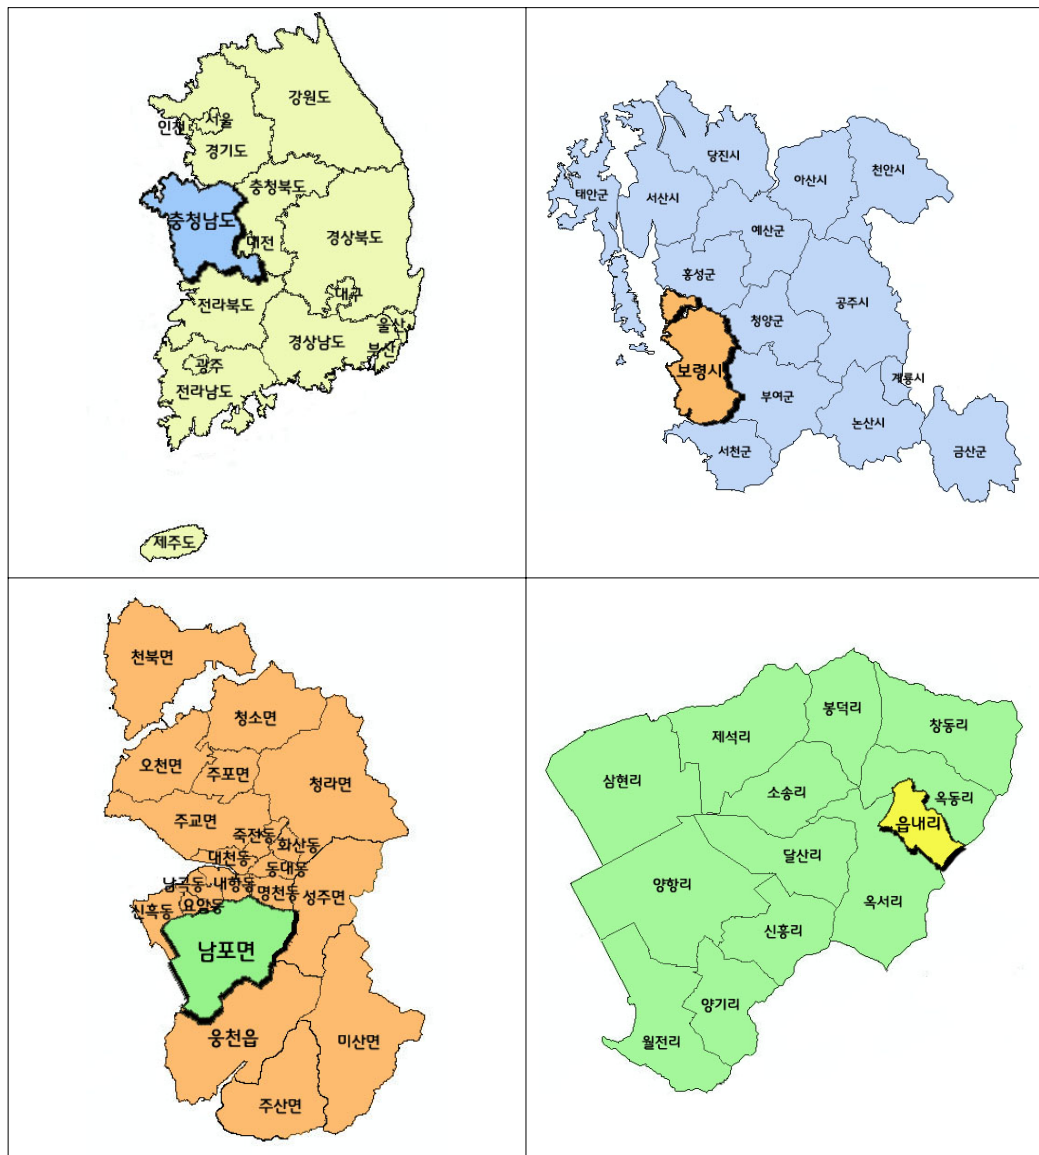 강원도
서울
인천
경기도
충청북도
충청남도
대전
경상북도
전라북도
대구
울산
경상남도
부산
광주
전라남도
제주도
당진시
천안시
아산시
태안군
서산시
예산군
홍성군
공주시
청양군
보령시
계룡시
부여군
논산시
서천군
금산군
천북면
청소면
오천면
주포면
청라면
주교면
죽전동
화산동
대천동
동대동
남곡동
내항동
명천동
성주면
신흑동
요암동
남포면
웅천읍
미산면
주산면
봉덕리
창동리
제석리
삼현리
소송리
옥동리
읍내리
달산리
양항리
옥서리
신흥리
양기리
월전리